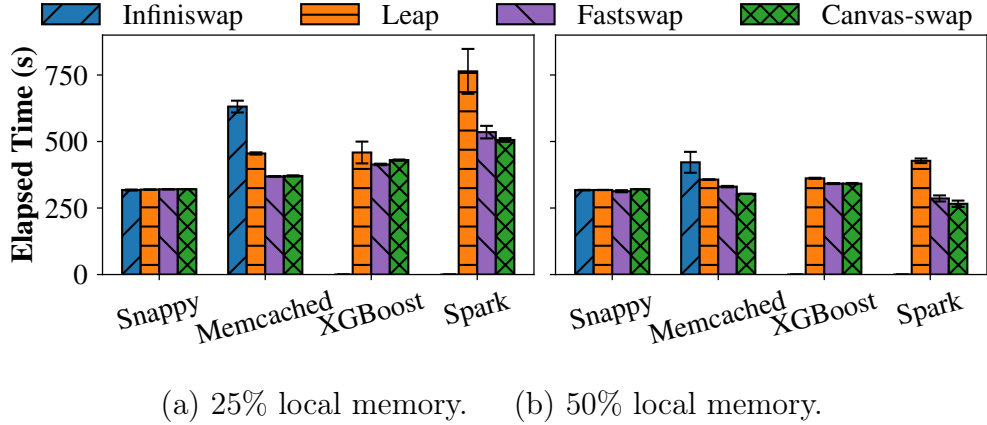 Infiniswap Leap Fastswap Canvas-swap
Elapsed Time (s)
750
500
250
0
Snappy Memcached XGBoost Spark
Snappy Memcached XGBoost Spark
(a) 25% local memory. (b) 50% local memory.